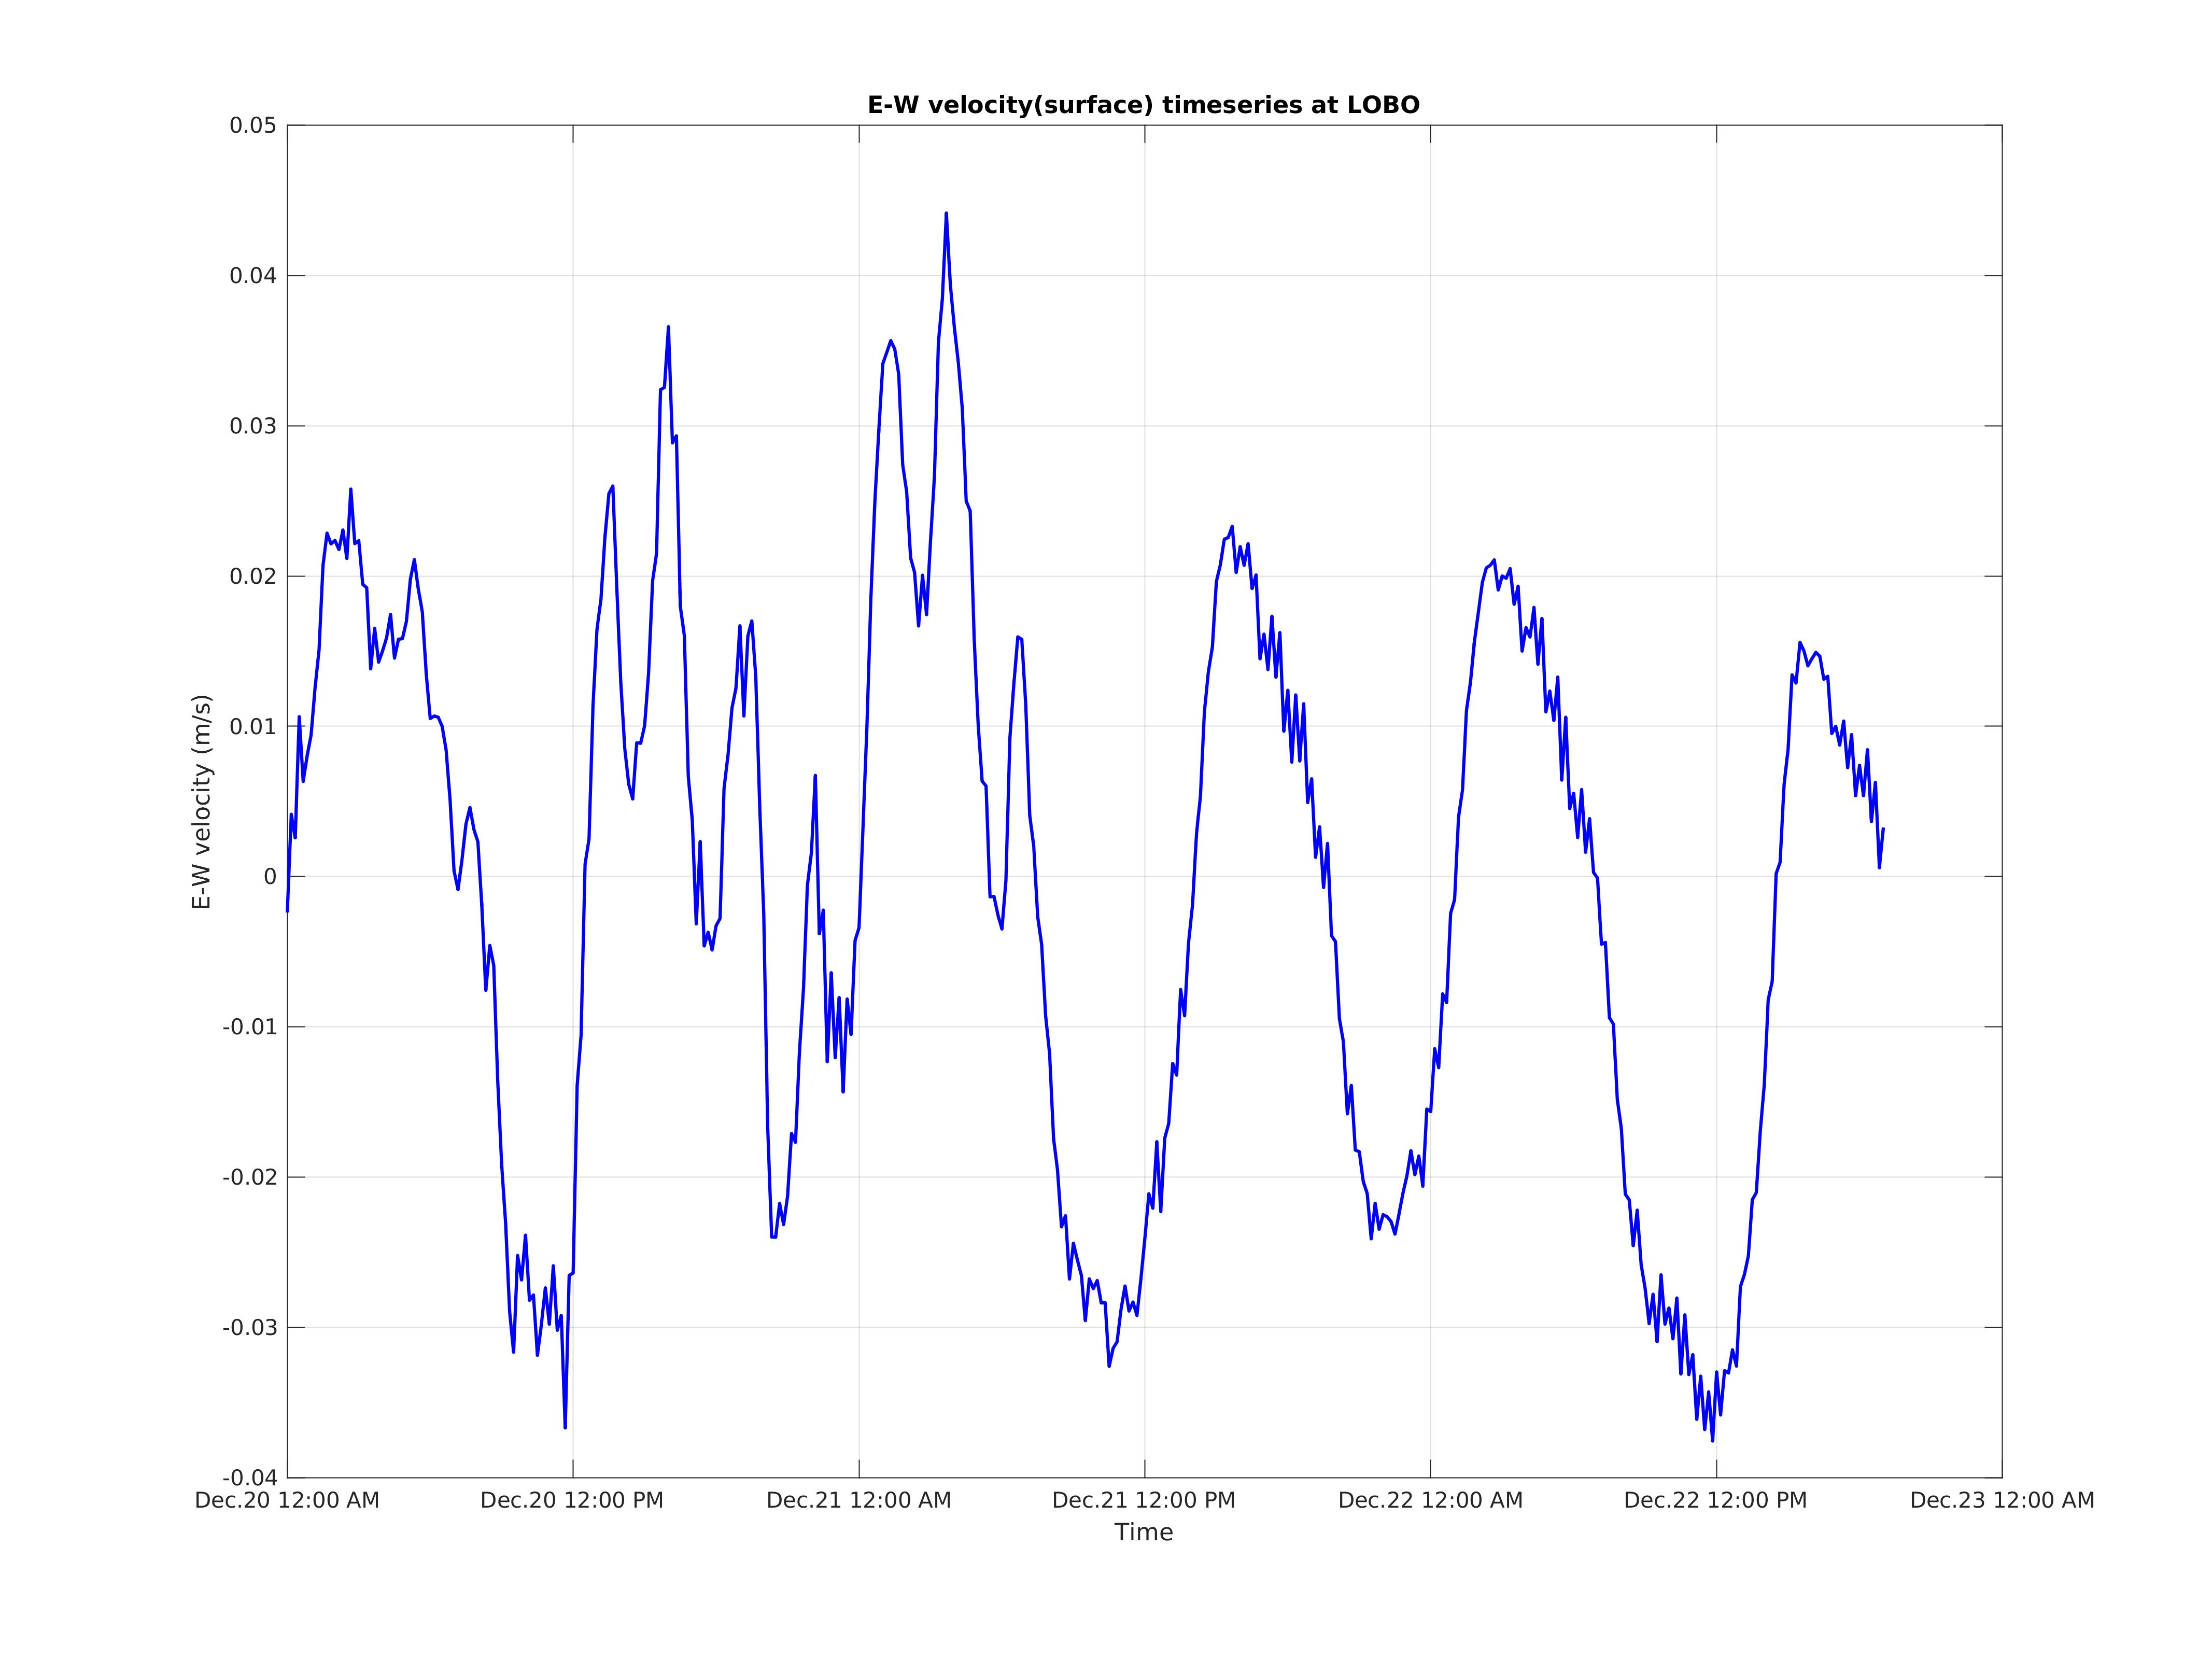 E-W velocity(surface) timeseries at LOBO
0.05
0.04
0.03
0.02
0.01
0
-0.01
-0.02
-0.03
-0.04
E-W velocity (m/s)
Dec.20 12:00 AM Dec.20 12:00 PM Dec.21 12:00 AM Dec.21 12:00 PM Dec.22 12:00 AM Dec.22 12:00 PM Dec.23 12:00 AM
Time